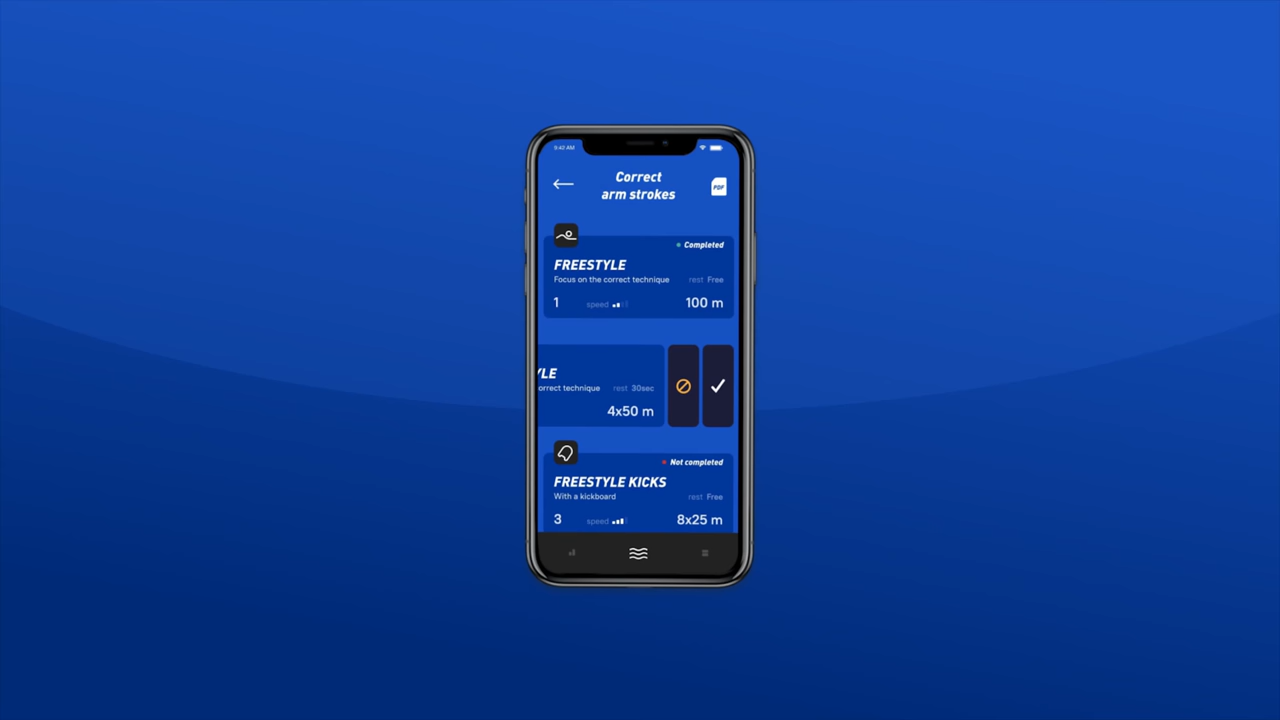 9:42 AM
Correct
arm strokes
PDF
Completed
FREESTYLE
Focus on the correct technique
rest Free
1
speed
100 m
YLE
orrect technique
rest 30sec
4x50 m
Not completed
FREESTYLE KICKS
With a kickboard
rest Free
3
speed
8x25 m